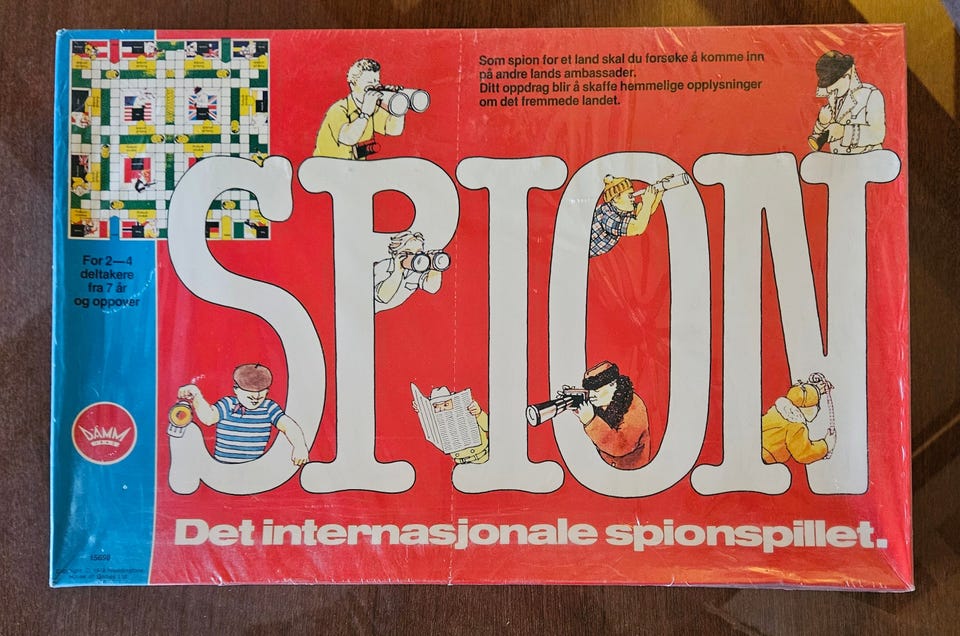 Som spion for et land skal du forsøke å komme inn
på andre lands ambassader.
Ditt oppdrag blir å skaffe hemmelige opplysninger
om det fremmede landet.
SPION
For 2—4
deltakere
fra 7 år
og oppover
DAMM
Det internasjonale spionspillet.